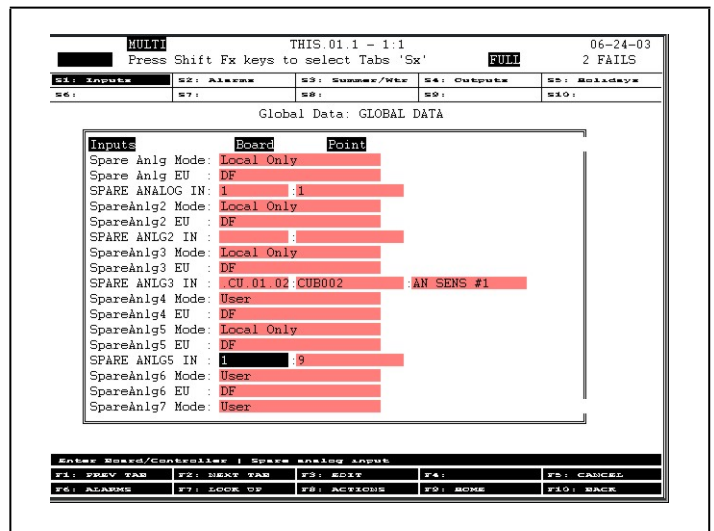 MULTI THIS.01.1 - 1:1 06-24-03
Press Shift Fx keys to select Tabs 'Sx' FULL 2 FAILS
S1: Inputs S2: Alarms S3: Summer/Wtr S4: Outputs S5: Holidays
S6: S7: S8: S9: S10:
Global Data: GLOBAL DATA
Inputs Board Point
Spare Anlg Mode: Local Only
Spare Anlg EU : DF
SPARE ANALOG IN: 1 :1
SpareAnlg2 Mode: Local Only
SpareAnlg2 EU : DF
SPARE ANLG2 IN : :
SpareAnlg3 Mode: Local Only
SpareAnlg3 EU : DF
SPARE ANLG3 IN : .CU.01.02:CUB002 :AN SENS #1
SpareAnlg4 Mode: User
SpareAnlg4 EU : DF
SpareAnlg5 Mode: Local Only
SpareAnlg5 EU : DF
SPARE ANLG5 IN : 1 :9
SpareAnlg6 Mode: User
SpareAnlg6 EU : DF
SpareAnlg7 Mode: User
Enter Board/Controller | Spare analog input
F1: PREV TAB F2: NEXT TAB F3: EDIT F4: F5: CANCEL
F6: ALARMS F7: LOOK UP F8: ACTIONS F9: HOME F10: BACK